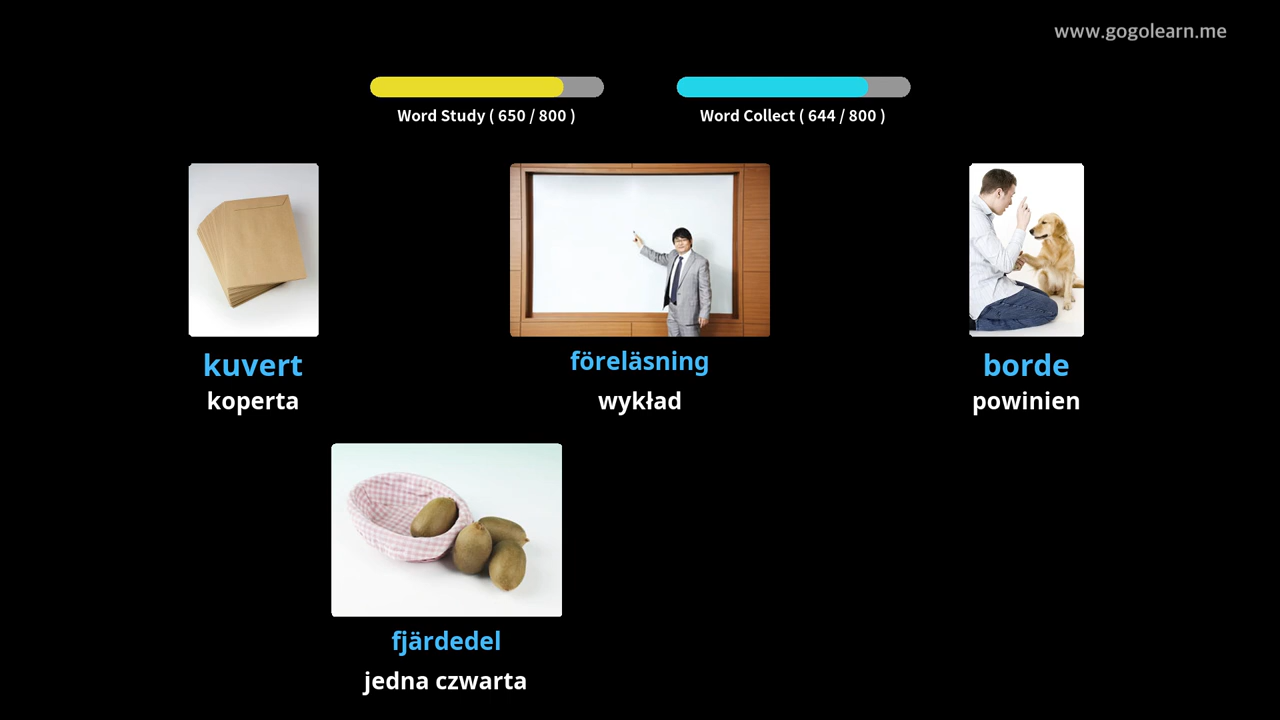 www.gogolearn.me
Word Study ( 650 / 800 )
Word Collect ( 644 / 800 )
kuvert
koperta
föreläsning
wykład
borde
powinien
fjärdedel
jedna czwarta